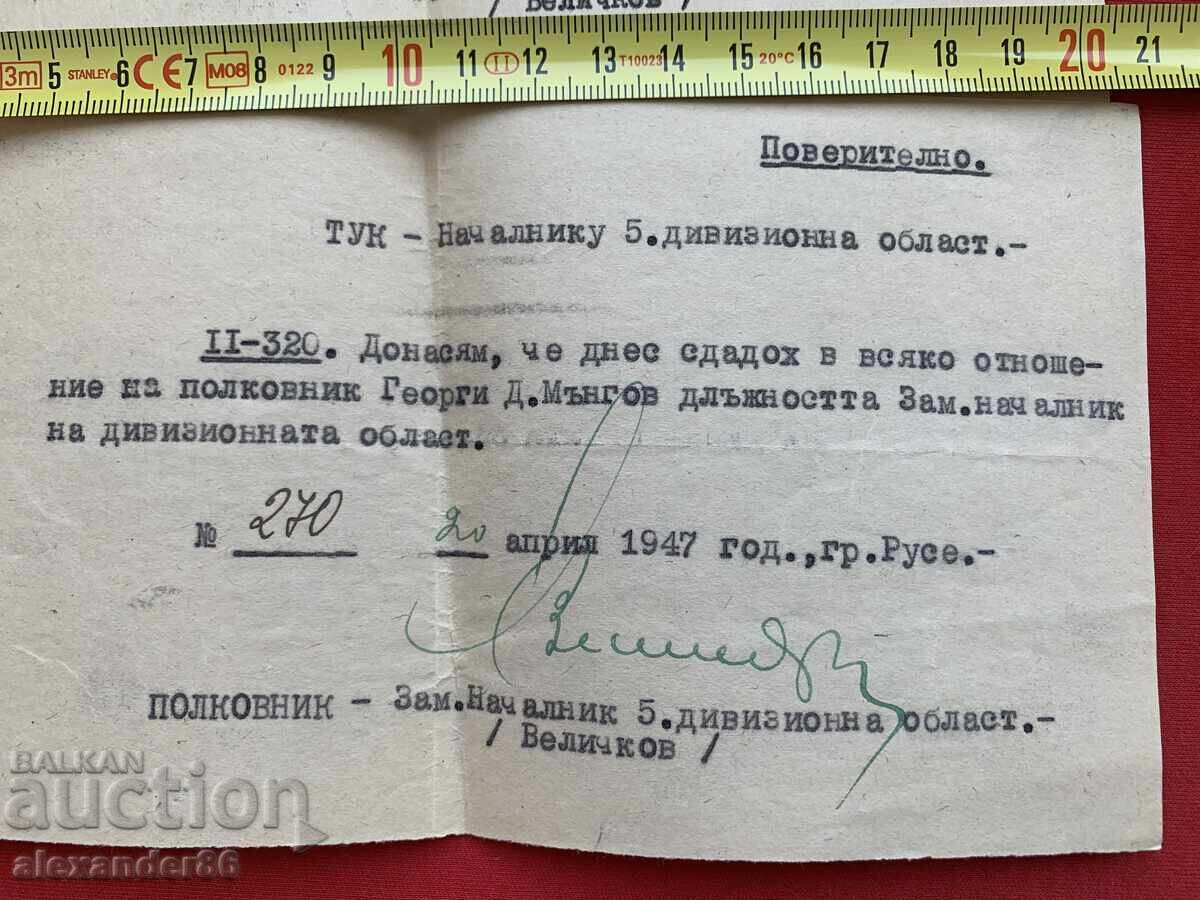 / Величков /
3m 5 STANLEY 6 CE 7 M08 8 0122 9 10 11 II 12 13 T10023 14 15 20°C 16 17 18 19 20 21
Поверително.
ТУК - Началнику 5.дивизионна област.-
II-320. Донасям, че днес сдадох в всяко отноше-
ние на полковник Георги Д.Мънгов длъжността Зам.началник
на дивизионната област.
№ 270 20 април 1947 год.,гр.Русе.-
ПОЛКОВНИК - Зам.Началник 5.дивизионна област.-
/ Величков /
BALKAN
auction
alexander86